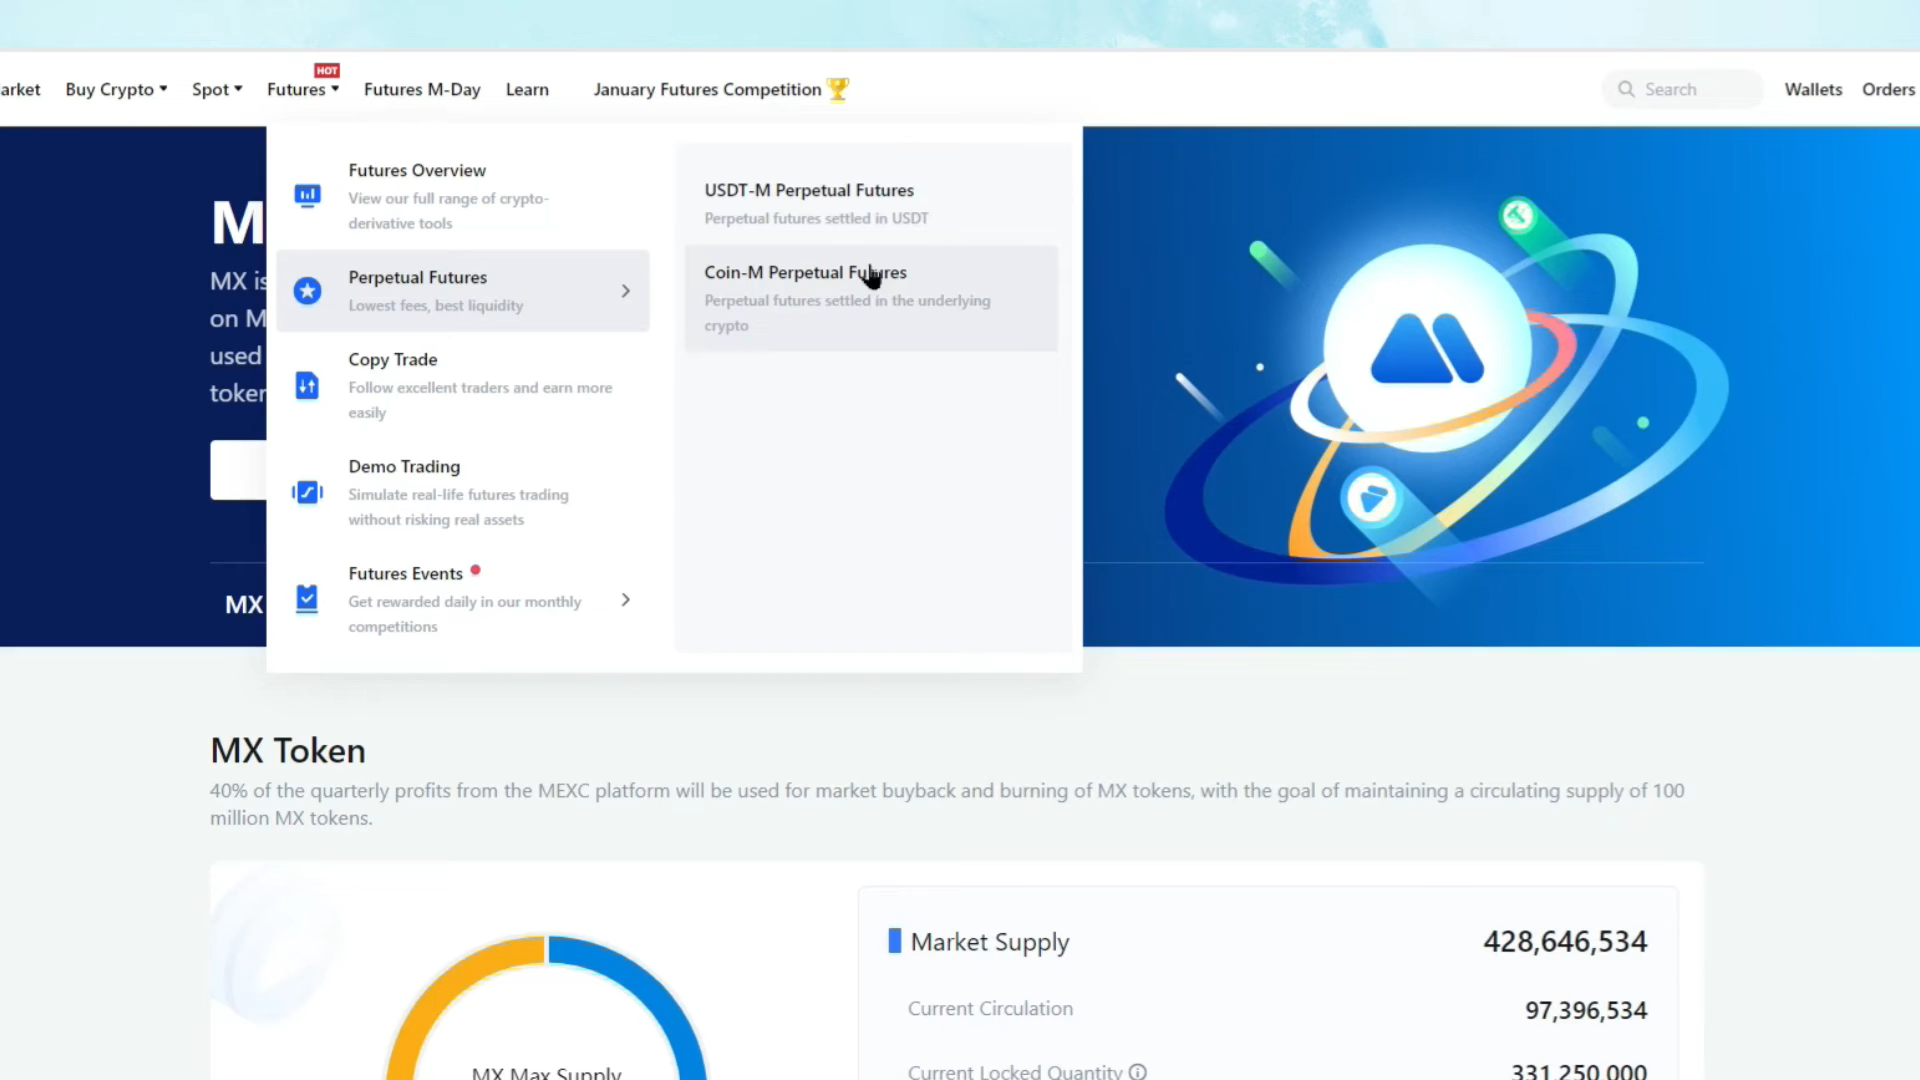 HOT
arket Buy Crypto Spot Futures Futures M-Day Learn January Futures Competition Search Wallets Orders
Futures Overview
View our full range of crypto-
derivative tools
Perpetual Futures
Lowest fees, best liquidity
Copy Trade
Follow excellent traders and earn more
easily
Demo Trading
Simulate real-life futures trading
without risking real assets
Futures Events
Get rewarded daily in our monthly
competitions
USDT-M Perpetual Futures
Perpetual futures settled in USDT
Coin-M Perpetual Futures
Perpetual futures settled in the underlying
crypto
M
MX is
on M
used
token
MX
MX Token
40% of the quarterly profits from the MEXC platform will be used for market buyback and burning of MX tokens, with the goal of maintaining a circulating supply of 100
million MX tokens.
MX Max Supply
Market Supply 428,646,534
Current Circulation 97,396,534
Current Locked Quantity 331,250,000